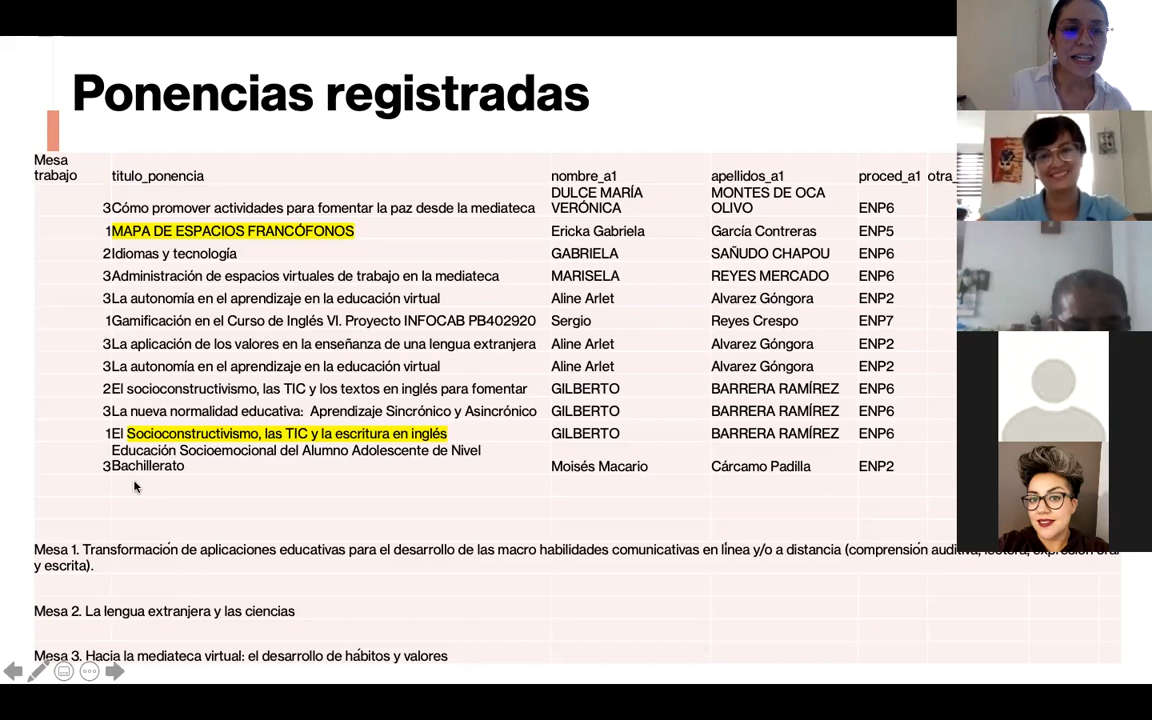 Ponencias registradas
Mesa
trabajo titulo_ponencia nombre_a1 apellidos_a1 proced_a1 otra_
3 Cómo promover actividades para fomentar la paz desde la mediateca DULCE MARÍA VERÓNICA MONTES DE OCA OLIVO ENP6
1 MAPA DE ESPACIOS FRANCÓFONOS Ericka Gabriela García Contreras ENP5
2 Idiomas y tecnología GABRIELA SAÑUDO CHAPOU ENP6
3 Administración de espacios virtuales de trabajo en la mediateca MARISELA REYES MERCADO ENP6
3 La autonomía en el aprendizaje en la educación virtual Aline Arlet Alvarez Góngora ENP2
1 Gamificación en el Curso de Inglés VI. Proyecto INFOCAB PB402920 Sergio Reyes Crespo ENP7
3 La aplicación de los valores en la enseñanza de una lengua extranjera Aline Arlet Alvarez Góngora ENP2
3 La autonomía en el aprendizaje en la educación virtual Aline Arlet Alvarez Góngora ENP2
2 El socioconstructivismo, las TIC y los textos en inglés para fomentar GILBERTO BARRERA RAMÍREZ ENP6
3 La nueva normalidad educativa: Aprendizaje Sincrónico y Asincrónico GILBERTO BARRERA RAMÍREZ ENP6
1 El Socioconstructivismo, las TIC y la escritura en inglés GILBERTO BARRERA RAMÍREZ ENP6
3 Educación Socioemocional del Alumno Adolescente de Nivel Bachillerato Moisés Macario Cárcamo Padilla ENP2
Mesa 1. Transformación de aplicaciones educativas para el desarrollo de las macro habilidades comunicativas en línea y/o a distancia (comprensión
y escrita).
Mesa 2. La lengua extranjera y las ciencias
Mesa 3. Hacia la mediateca virtual: el desarrollo de hábitos y valores